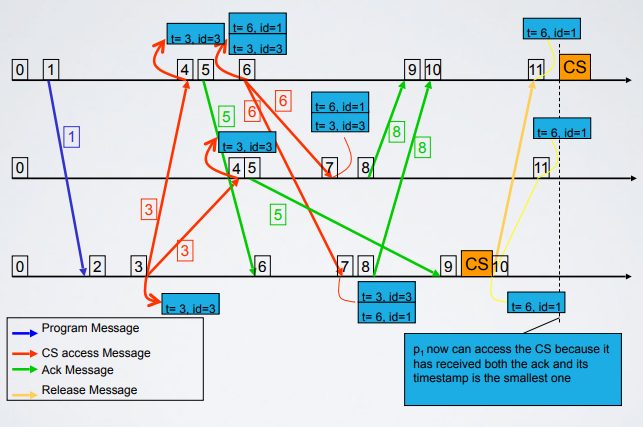 t= 6, id=1
t= 3, id=3
t= 3, id=3
t= 6, id=1
0 1 4 5 6 9 10 11 CS
t= 6, id=1
t= 3, id=3
6
6
5
8
t= 6, id=1
1
t= 3, id=3
8
0 4 5 7 8 11
3
5
3
0 2 3 6 7 8 9 CS 10
t= 3, id=3
t= 3, id=3
t= 6, id=1
t= 6, id=1
Program Message
CS access Message
Ack Message
Release Message
p1 now can access the CS because it
has received both the ack and its
timestamp is the smallest one